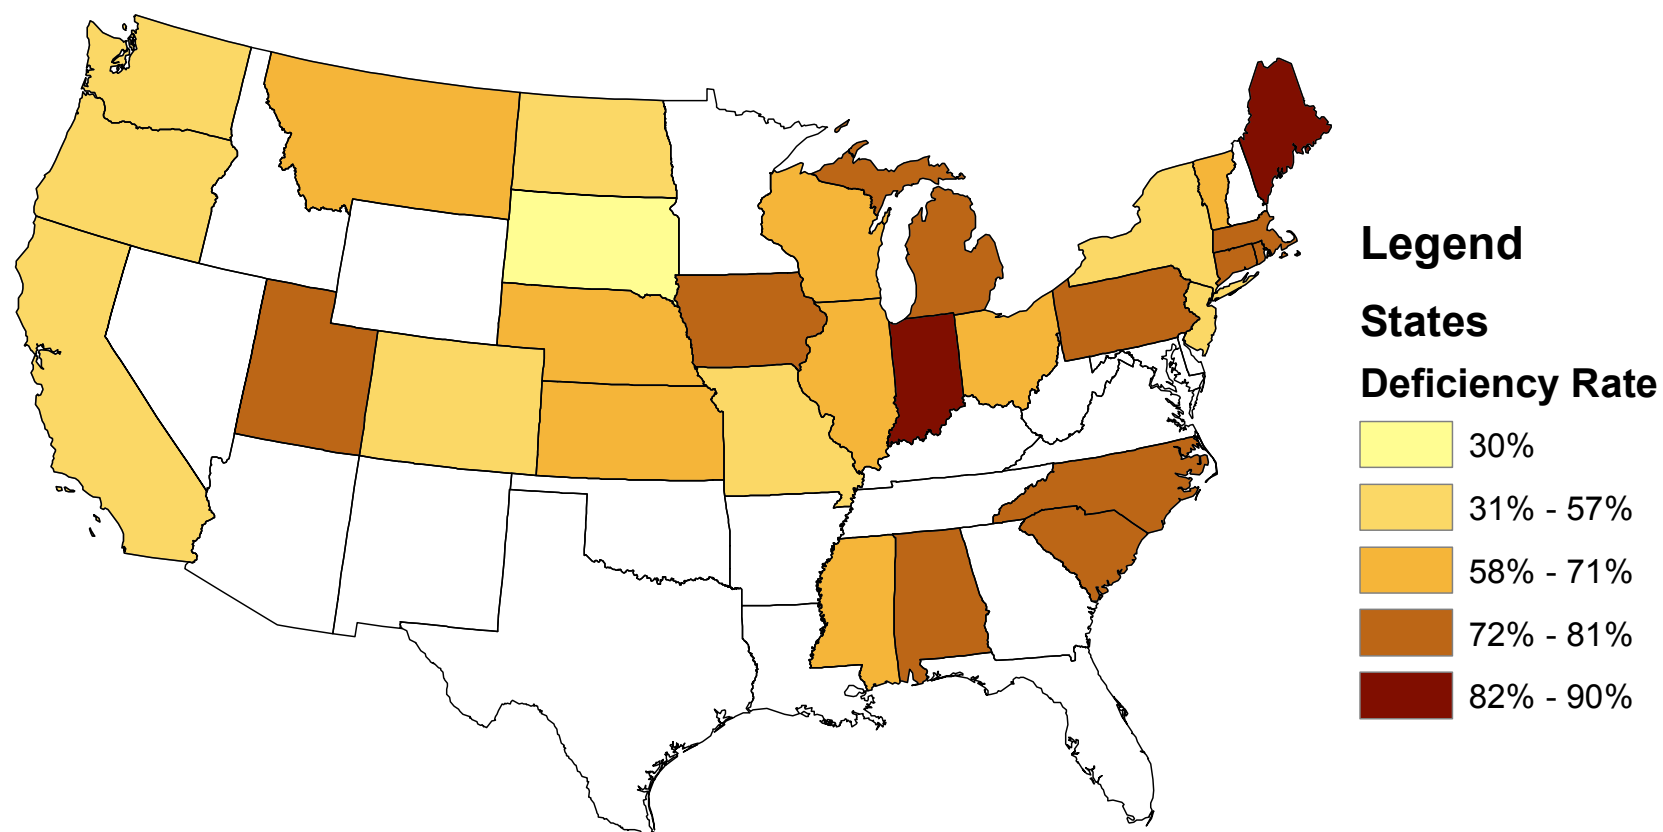 Legend
States
Deficiency Rate
30%
31% - 57%
58% - 71%
72% - 81%
82% - 90%